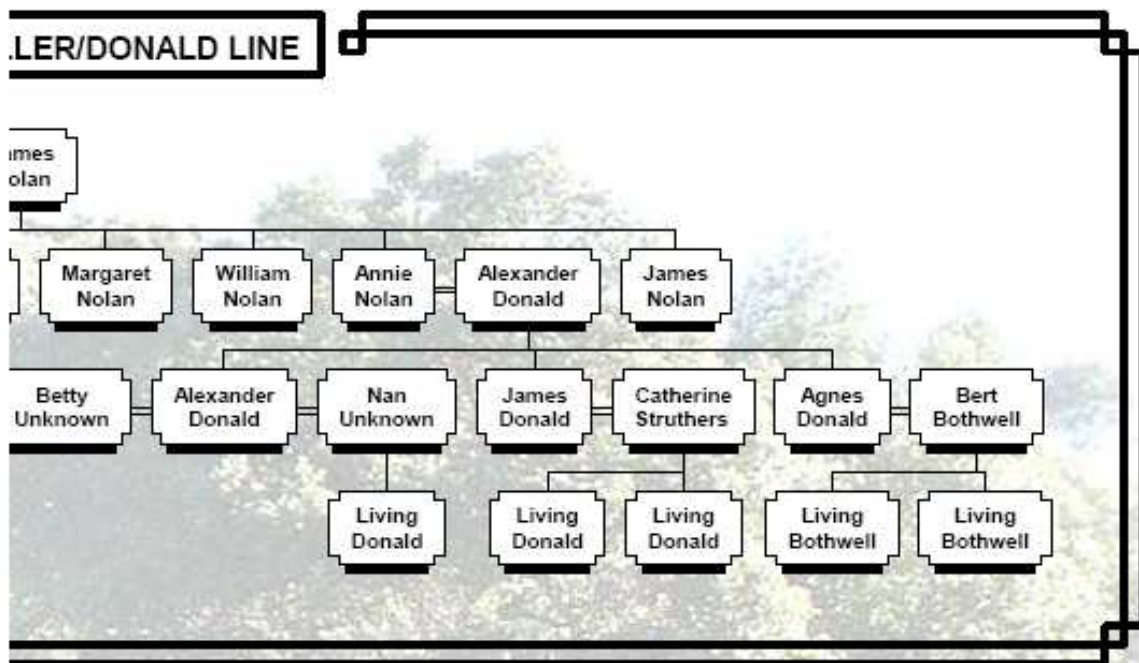 LLER/DONALD LINE
ames
olan
Margaret
Nolan
William
Nolan
Annie
Nolan
Alexander
Donald
James
Nolan
Betty
Unknown
Alexander
Donald
Nan
Unknown
James
Donald
Catherine
Struthers
Agnes
Donald
Bert
Bothwell
Living
Donald
Living
Donald
Living
Donald
Living
Bothwell
Living
Bothwell